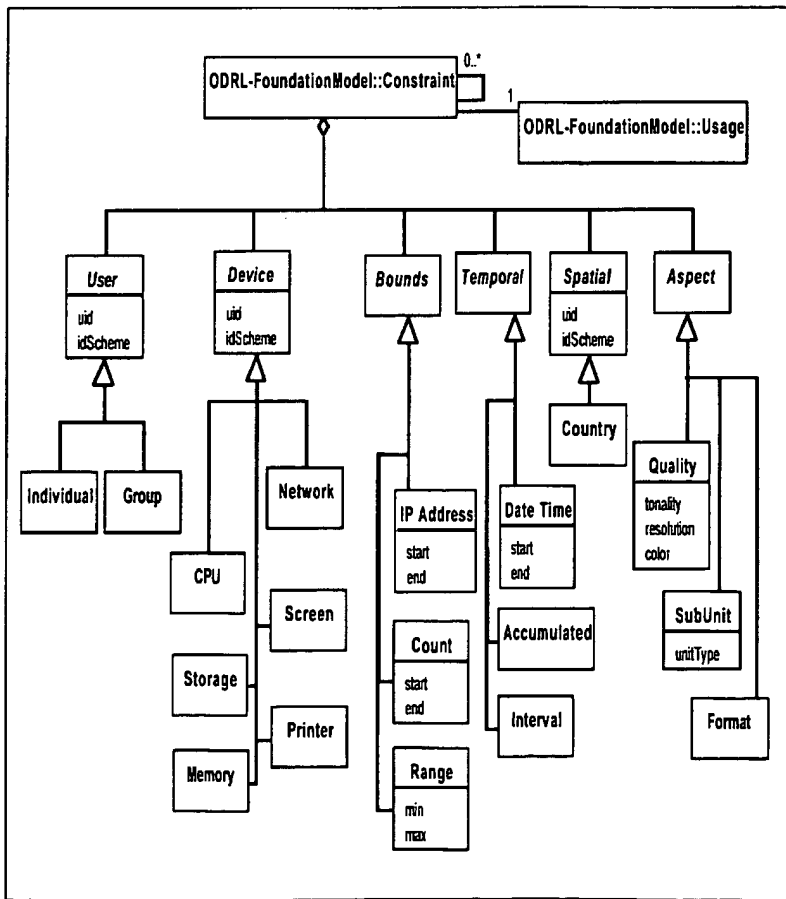 0..*
ODRL-FoundationModel::Constraint
1
ODRL-FoundationModel::Usage
User
uid
idScheme
Device
uid
idScheme
Bounds
Temporal
Spatial
uid
idScheme
Aspect
Individual
Group
Network
CPU
Screen
Storage
Printer
Memory
IP Address
start
end
Count
start
end
Range
min
max
Date Time
start
end
Accumulated
Interval
Country
Quality
tonality
resolution
color
SubUnit
unitType
Format